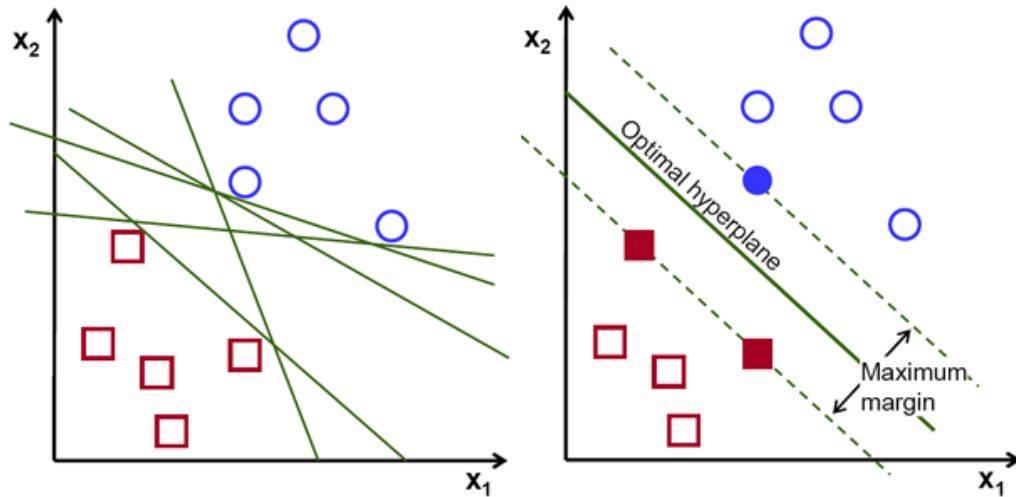 x₂
x₁
x₂
Optimal hyperplane
Maximum
margin
x₁